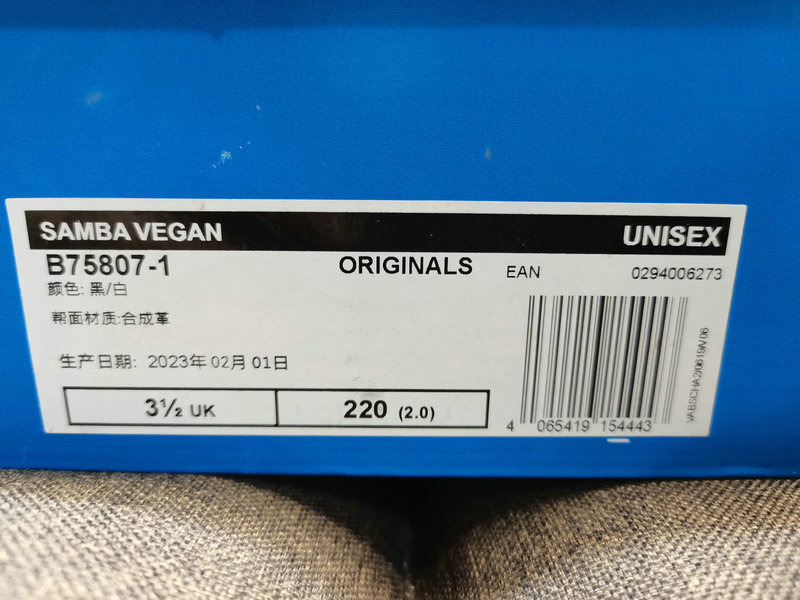 SAMBA VEGAN
UNISEX
B75807-1
ORIGINALS
EAN
0294006273
颜色: 黑/白
帮面材质:合成革
生产日期: 2023年 02月 01日
3½ UK
220 (2.0)
4 065419 154443